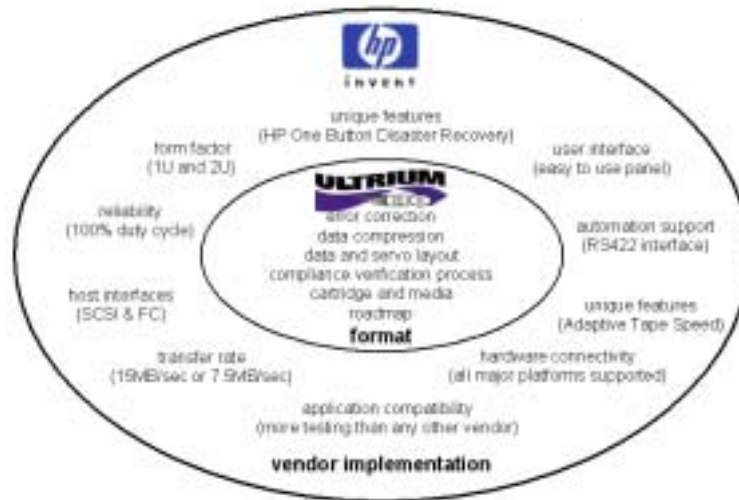 hp
invent
unique features
(HP One Button Disaster Recovery)
form factor
(1U and 2U)
user interface
(easy to use panel)
reliability
(100% duty cycle)
automation support
(RS422 interface)
host interfaces
(SCSI & FC)
unique features
(Adaptive Tape Speed)
transfer rate
(15MB/sec or 7.5MB/sec)
hardware connectivity
(all major platforms supported)
application compatibility
(more testing than any other vendor)
vendor implementation
ULTRIUM
error correction
data compression
data and servo layout
compliance verification process
cartridge and media
roadmap
format